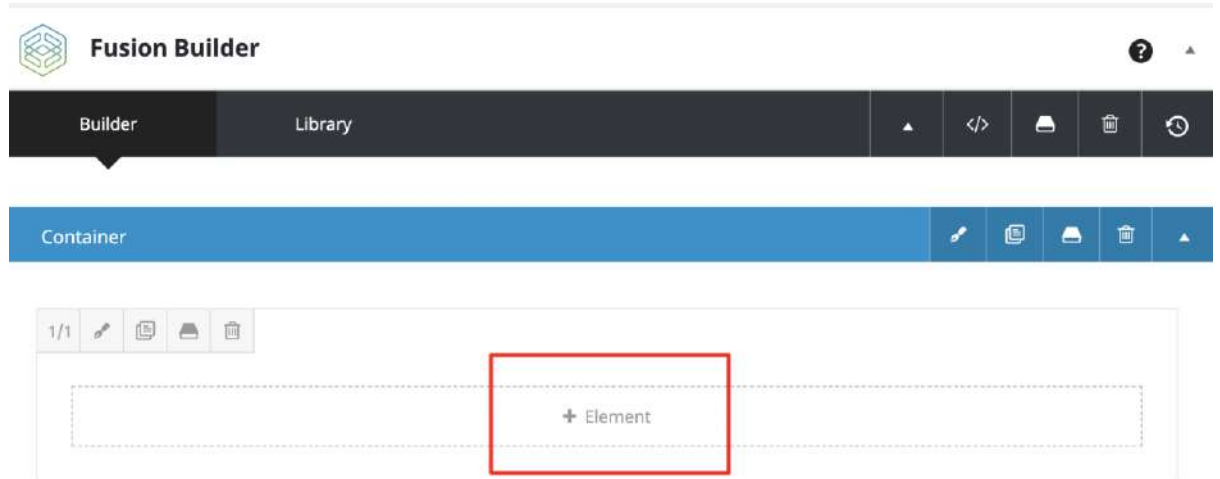 Fusion Builder
Builder Library </>
Container
1/1
+ Element